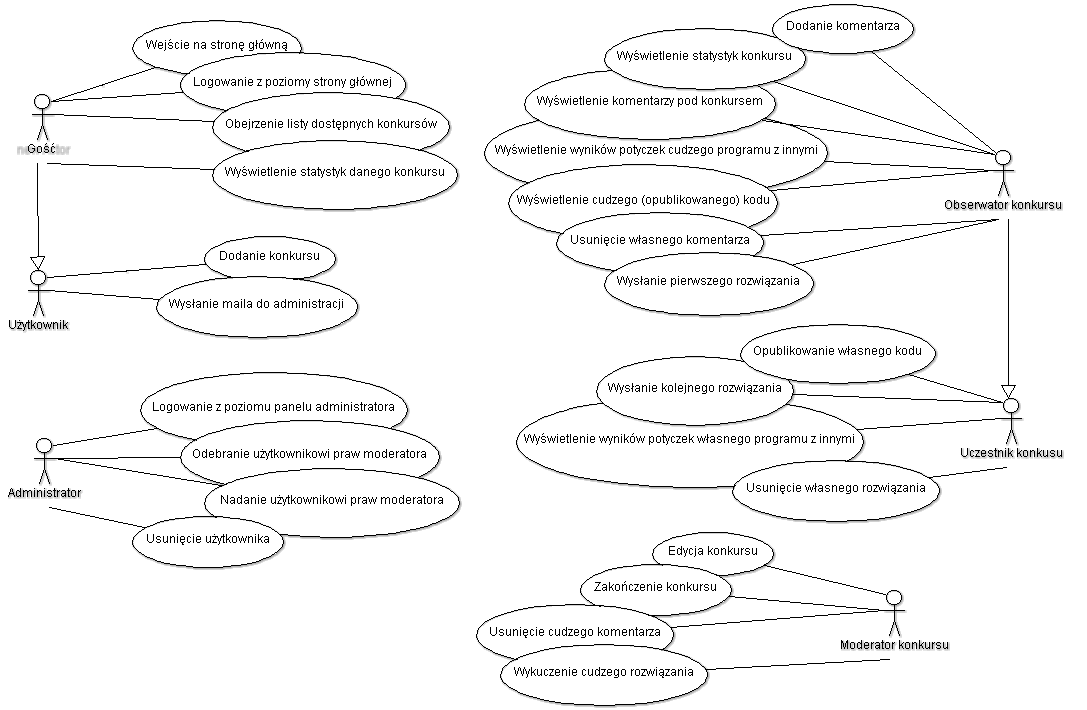 Wejście na stronę główną
Logowanie z poziomy strony głównej
Obejrzenie listy dostępnych konkursów
Wyświetlenie statystyk danego konkursu
Gość
Dodanie konkursu
Wysłanie maila do administracji
Użytkownik
Logowanie z poziomu panelu administratora
Odebranie użytkownikowi praw moderatora
Nadanie użytkownikowi praw moderatora
Usunięcie użytkownika
Administrator
Dodanie komentarza
Wyświetlenie statystyk konkursu
Wyświetlenie komentarzy pod konkursem
Wyświetlenie wyników potyczek cudzego programu z innymi
Wyświetlenie cudzego (opublikowanego) kodu
Usunięcie własnego komentarza
Wysłanie pierwszego rozwiązania
Obserwator konkursu
Opublikowanie własnego kodu
Wysłanie kolejnego rozwiązania
Wyświetlenie wyników potyczek własnego programu z innymi
Usunięcie własnego rozwiązania
Uczestnik konkusu
Edycja konkursu
Zakończenie konkursu
Usunięcie cudzego komentarza
Wykuczenie cudzego rozwiązania
Moderator konkursu